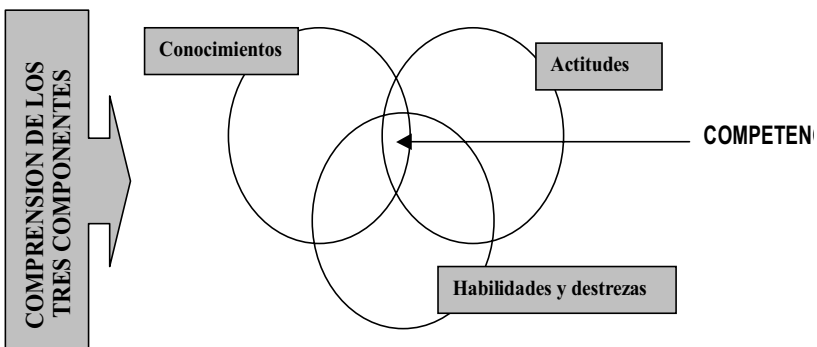 COMPRENSION DE LOS
TRES COMPONENTES
Conocimientos
Actitudes
COMPETENC
Habilidades y destrezas